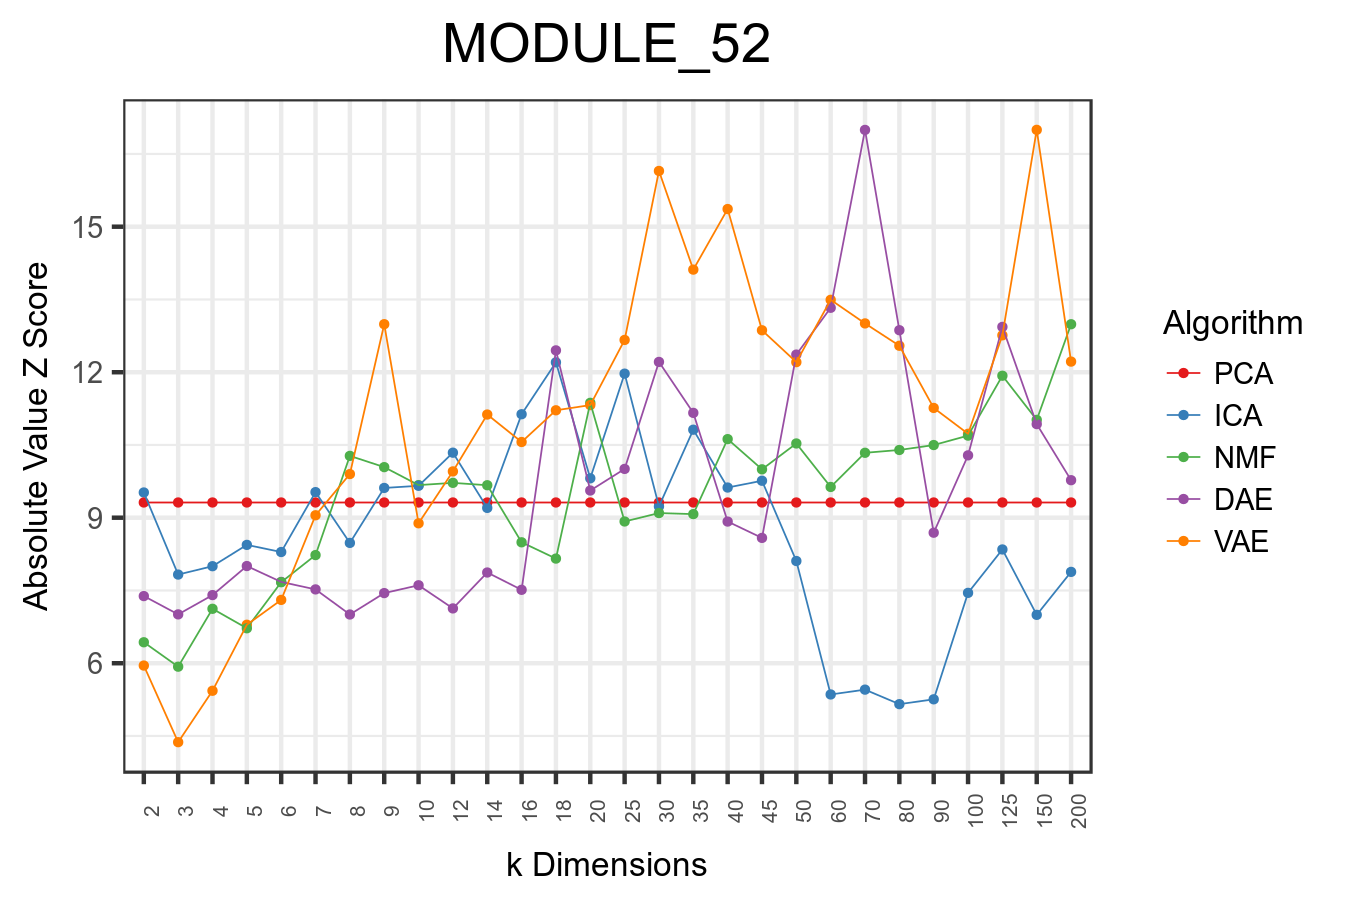 MODULE_52
Absolute Value Z Score
15
12
9
6
2 3 4 5 6 7 8 9 10 12 14 16 18 20 25 30 35 40 45 50 60 70 80 90 100 125 150 200
k Dimensions
Algorithm
PCA
ICA
NMF
DAE
VAE